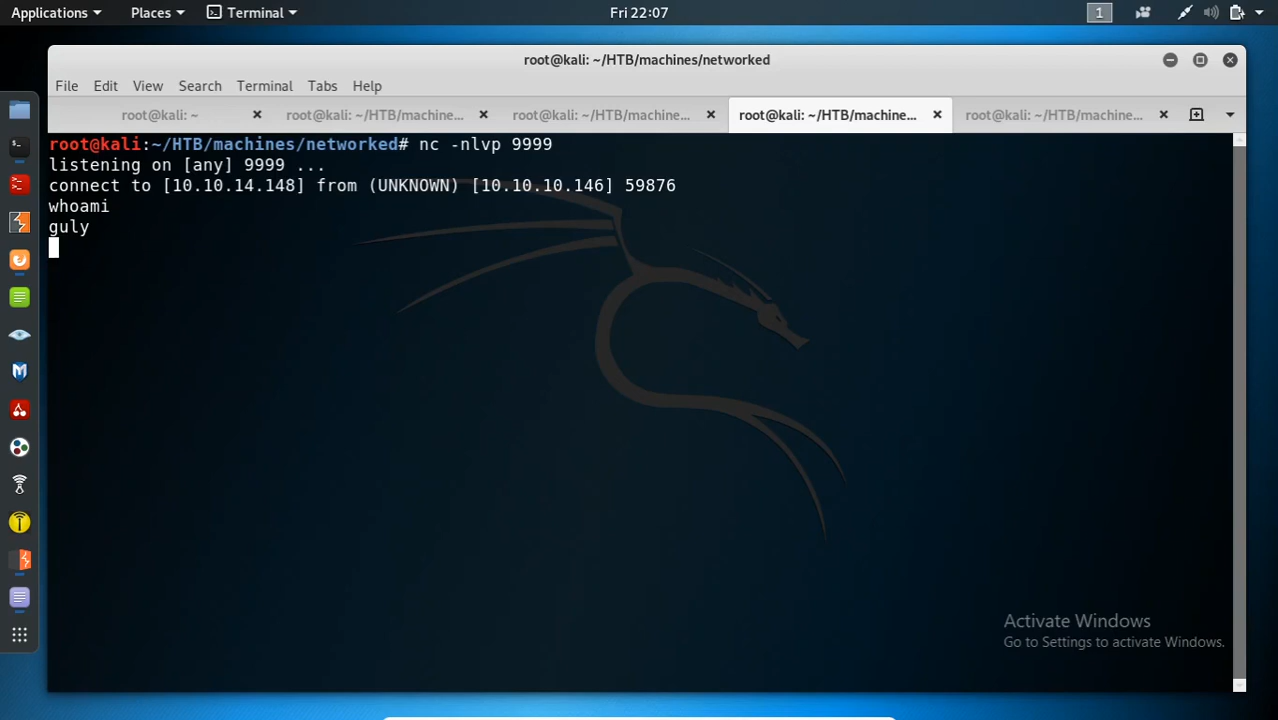 Applications Places Terminal Fri 22:07 1
root@kali: ~/HTB/machines/networked
File Edit View Search Terminal Tabs Help
root@kali: ~ root@kali: ~/HTB/machine... root@kali: ~/HTB/machine... root@kali: ~/HTB/machine... root@kali: ~/HTB/machine...
root@kali:~/HTB/machines/networked# nc -nlvp 9999
listening on [any] 9999 ...
connect to [10.10.14.148] from (UNKNOWN) [10.10.10.146] 59876
whoami
guly
Activate Windows
Go to Settings to activate Windows.